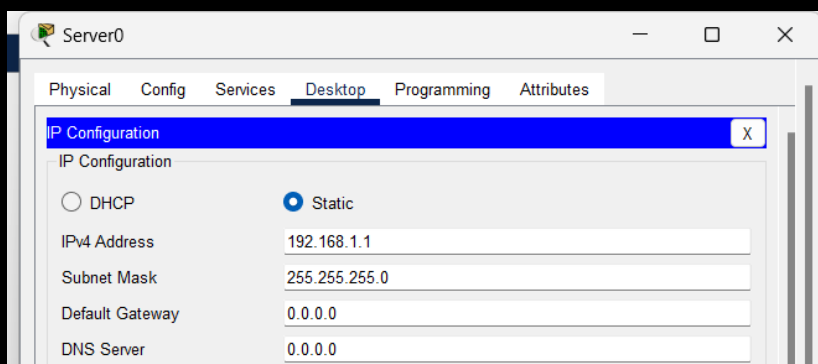 Server0
Physical Config Services Desktop Programming Attributes
IP Configuration X
IP Configuration
DHCP Static
IPv4 Address 192.168.1.1
Subnet Mask 255.255.255.0
Default Gateway 0.0.0.0
DNS Server 0.0.0.0